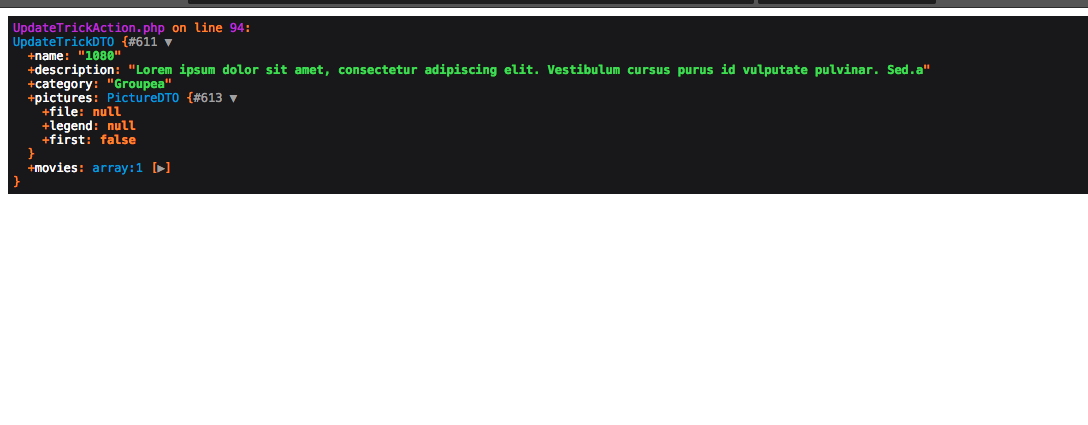 UpdateTrickAction.php on line 94:
UpdateTrickDTO {#611 ▼
  +name: "1080"
  +description: "Lorem ipsum dolor sit amet, consectetur adipiscing elit. Vestibulum cursus purus id vulputate pulvinar. Sed.a"
  +category: "Groupea"
  +pictures: PictureDTO {#613 ▼
    +file: null
    +legend: null
    +first: false
  }
  +movies: array:1 [▶]
}